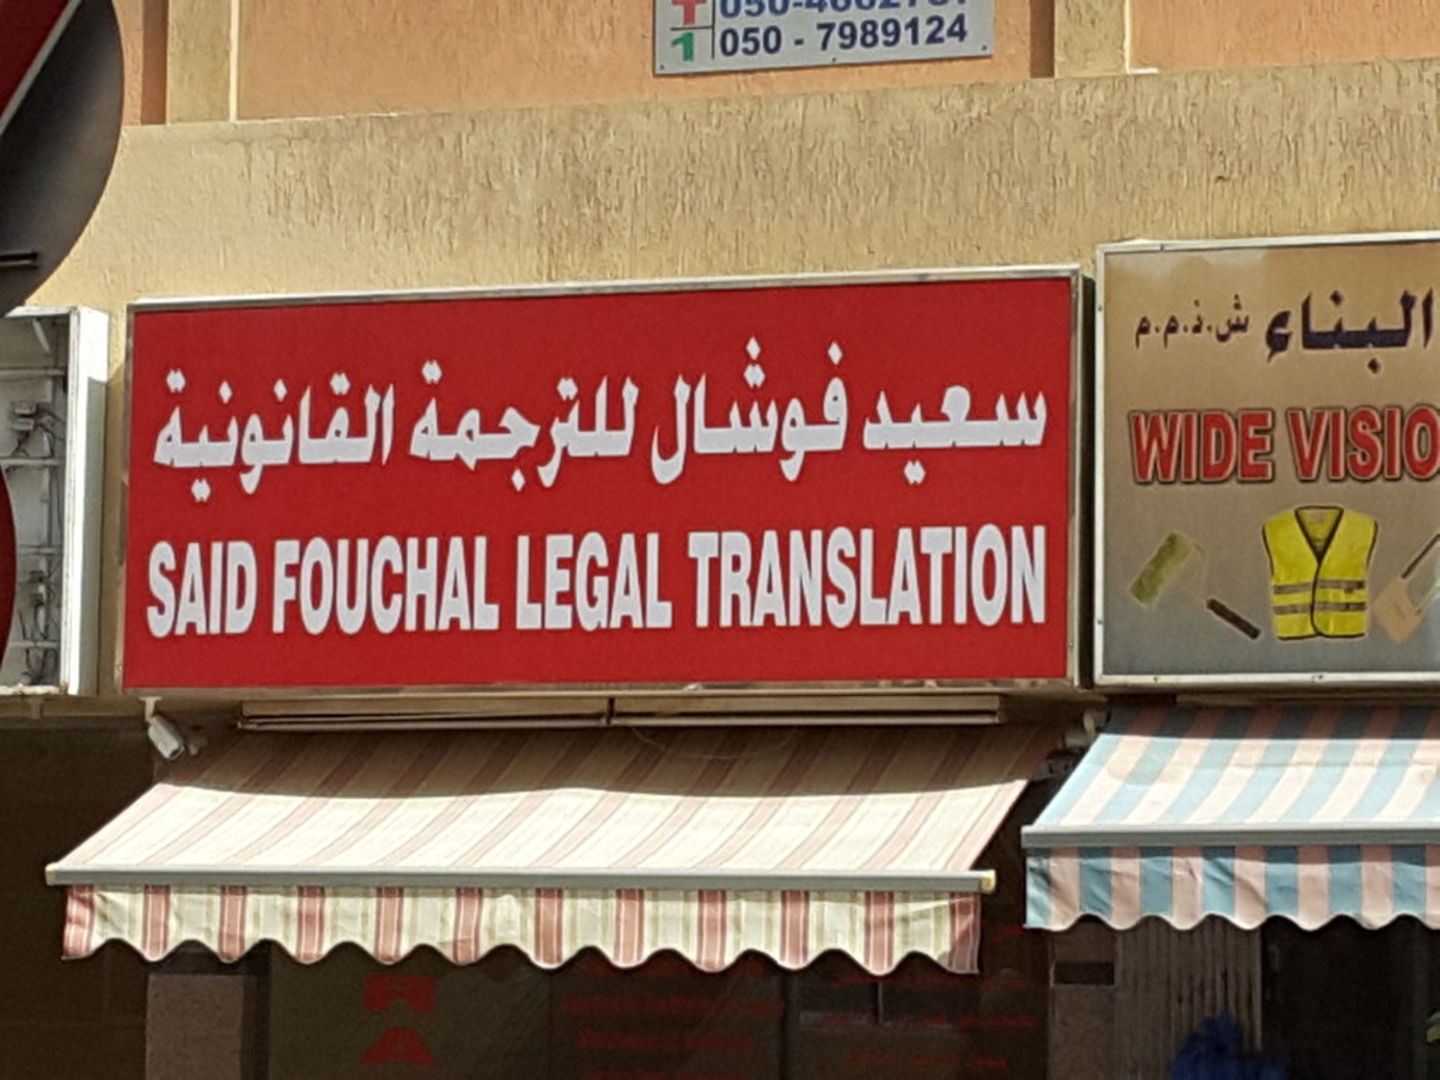 050 - 7989124
سعيد فوشال للترجمة القانونية
SAID FOUCHAL LEGAL TRANSLATION
البناء ش.ذ.م.م
WIDE VISIO
R
A